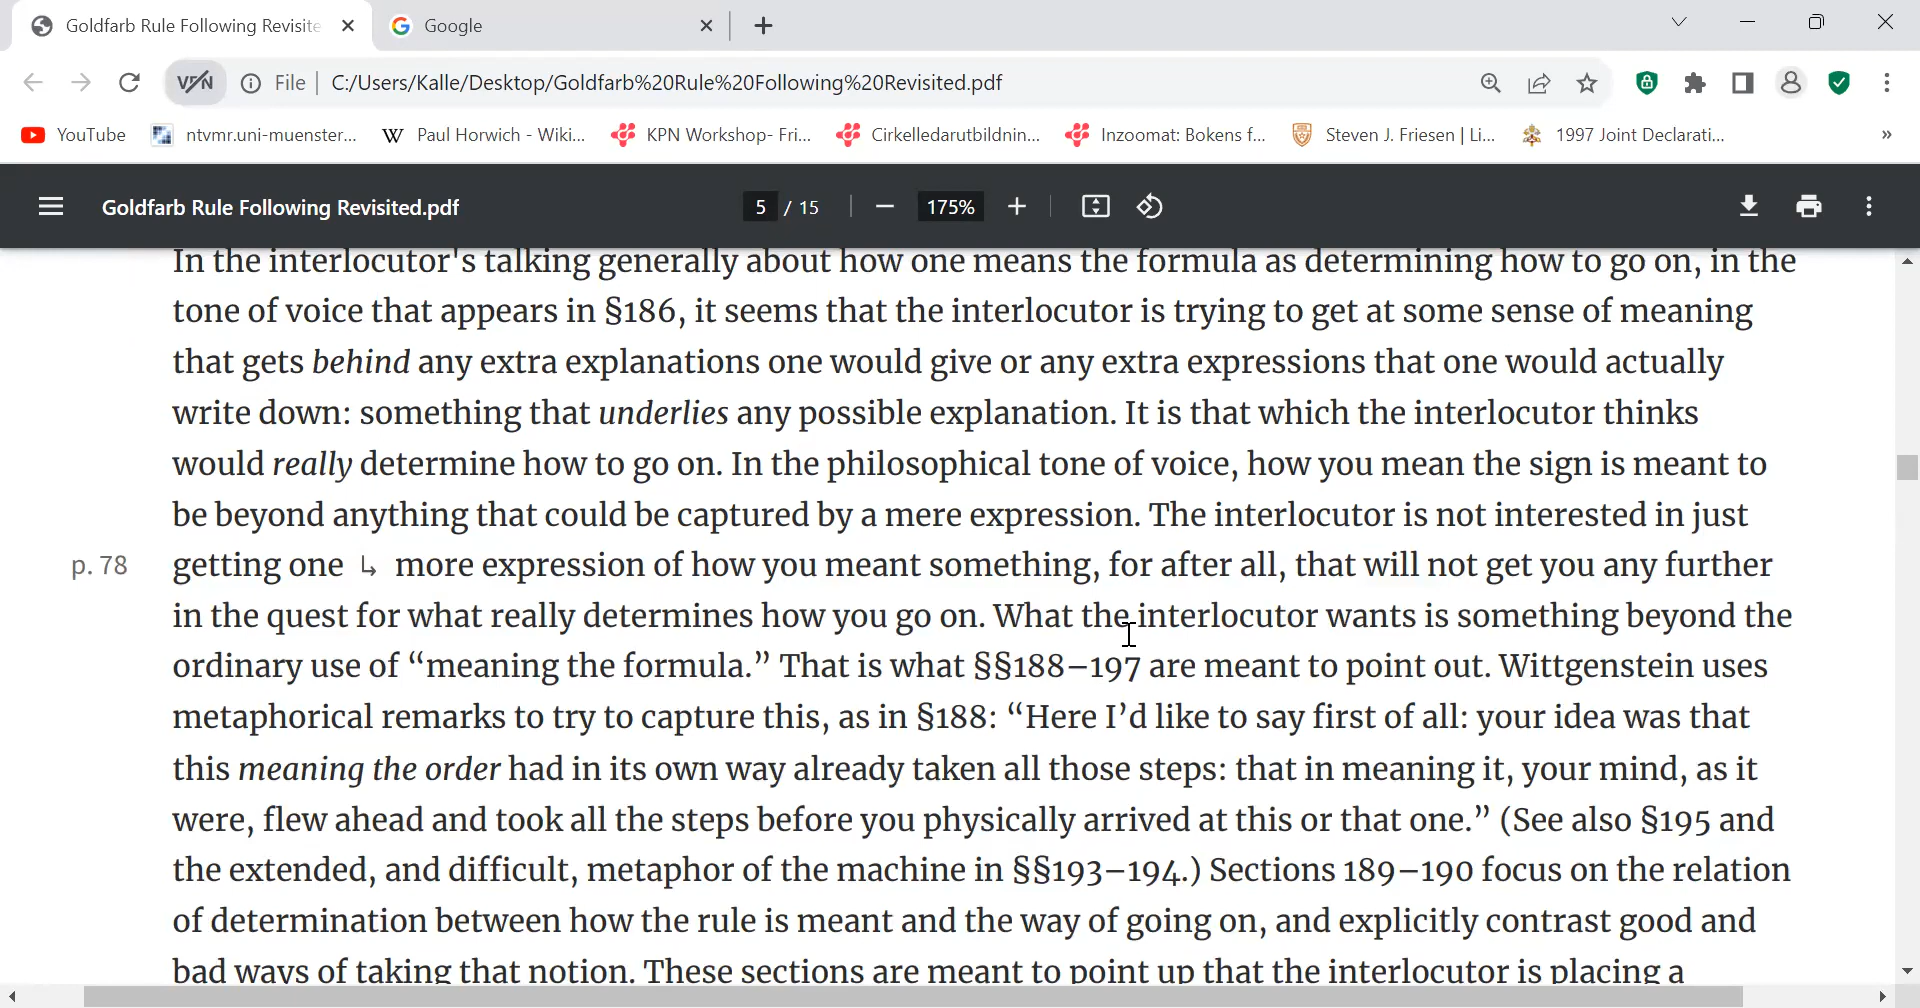 Goldfarb Rule Following Revisite
Google
VPN
File
C:/Users/Kalle/Desktop/Goldfarb%20Rule%20Following%20Revisited.pdf
YouTube
ntvmr.uni-muenster...
W Paul Horwich - Wiki...
KPN Workshop- Fri...
Cirkelledarutbildnin...
Inzoomat: Bokens f...
Steven J. Friesen | Li...
1997 Joint Declarati...
»
Goldfarb Rule Following Revisited.pdf
5 / 15
175%
In the interlocutor's talking generally about how one means the formula as determining how to go on, in the
tone of voice that appears in §186, it seems that the interlocutor is trying to get at some sense of meaning
that gets behind any extra explanations one would give or any extra expressions that one would actually
write down: something that underlies any possible explanation. It is that which the interlocutor thinks
would really determine how to go on. In the philosophical tone of voice, how you mean the sign is meant to
be beyond anything that could be captured by a mere expression. The interlocutor is not interested in just
p. 78 getting one ↳ more expression of how you meant something, for after all, that will not get you any further
in the quest for what really determines how you go on. What the interlocutor wants is something beyond the
ordinary use of “meaning the formula.” That is what §§188–197 are meant to point out. Wittgenstein uses
metaphorical remarks to try to capture this, as in §188: “Here I’d like to say first of all: your idea was that
this meaning the order had in its own way already taken all those steps: that in meaning it, your mind, as it
were, flew ahead and took all the steps before you physically arrived at this or that one.” (See also §195 and
the extended, and difficult, metaphor of the machine in §§193–194.) Sections 189–190 focus on the relation
of determination between how the rule is meant and the way of going on, and explicitly contrast good and
bad ways of taking that notion. These sections are meant to point up that the interlocutor is placing a